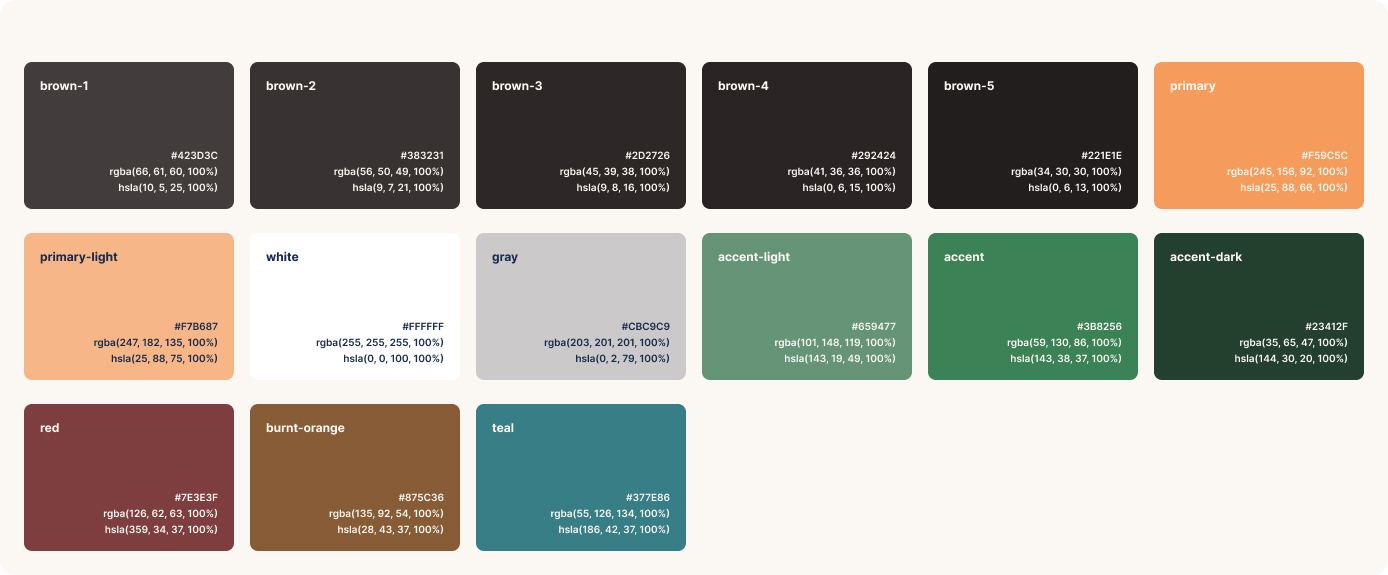 brown-1
#423D3C
rgba(66, 61, 60, 100%)
hsla(10, 5, 25, 100%)
brown-2
#383231
rgba(56, 50, 49, 100%)
hsla(9, 7, 21, 100%)
brown-3
#2D2726
rgba(45, 39, 38, 100%)
hsla(9, 8, 16, 100%)
brown-4
#292424
rgba(41, 36, 36, 100%)
hsla(0, 6, 15, 100%)
brown-5
#221E1E
rgba(34, 30, 30, 100%)
hsla(0, 6, 13, 100%)
primary
#F59C5C
rgba(245, 156, 92, 100%)
hsla(25, 88, 66, 100%)
primary-light
#F7B687
rgba(247, 182, 135, 100%)
hsla(25, 88, 75, 100%)
white
#FFFFFF
rgba(255, 255, 255, 100%)
hsla(0, 0, 100, 100%)
gray
#CBC9C9
rgba(203, 201, 201, 100%)
hsla(0, 2, 79, 100%)
accent-light
#659477
rgba(101, 148, 119, 100%)
hsla(143, 19, 49, 100%)
accent
#3B8256
rgba(59, 130, 86, 100%)
hsla(143, 38, 37, 100%)
accent-dark
#23412F
rgba(35, 65, 47, 100%)
hsla(144, 30, 20, 100%)
red
#7E3E3F
rgba(126, 62, 63, 100%)
hsla(359, 34, 37, 100%)
burnt-orange
#875C36
rgba(135, 92, 54, 100%)
hsla(28, 43, 37, 100%)
teal
#377E86
rgba(55, 126, 134, 100%)
hsla(186, 42, 37, 100%)